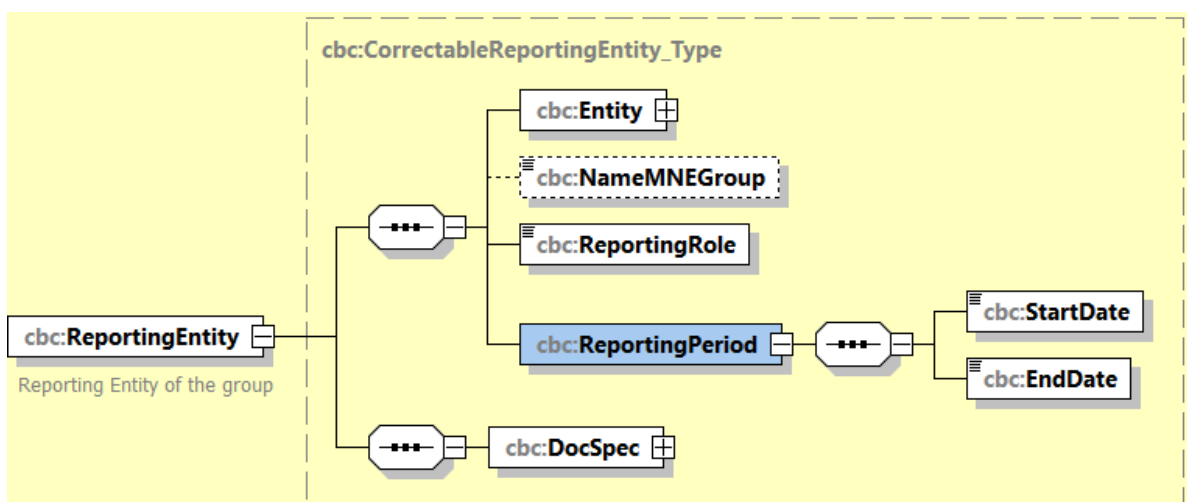 cbc:CorrectableReportingEntity_Type
cbc:Entity
cbc:NameMNEGroup
cbc:ReportingRole
cbc:ReportingEntity
Reporting Entity of the group
cbc:ReportingPeriod
cbc:StartDate
cbc:EndDate
cbc:DocSpec